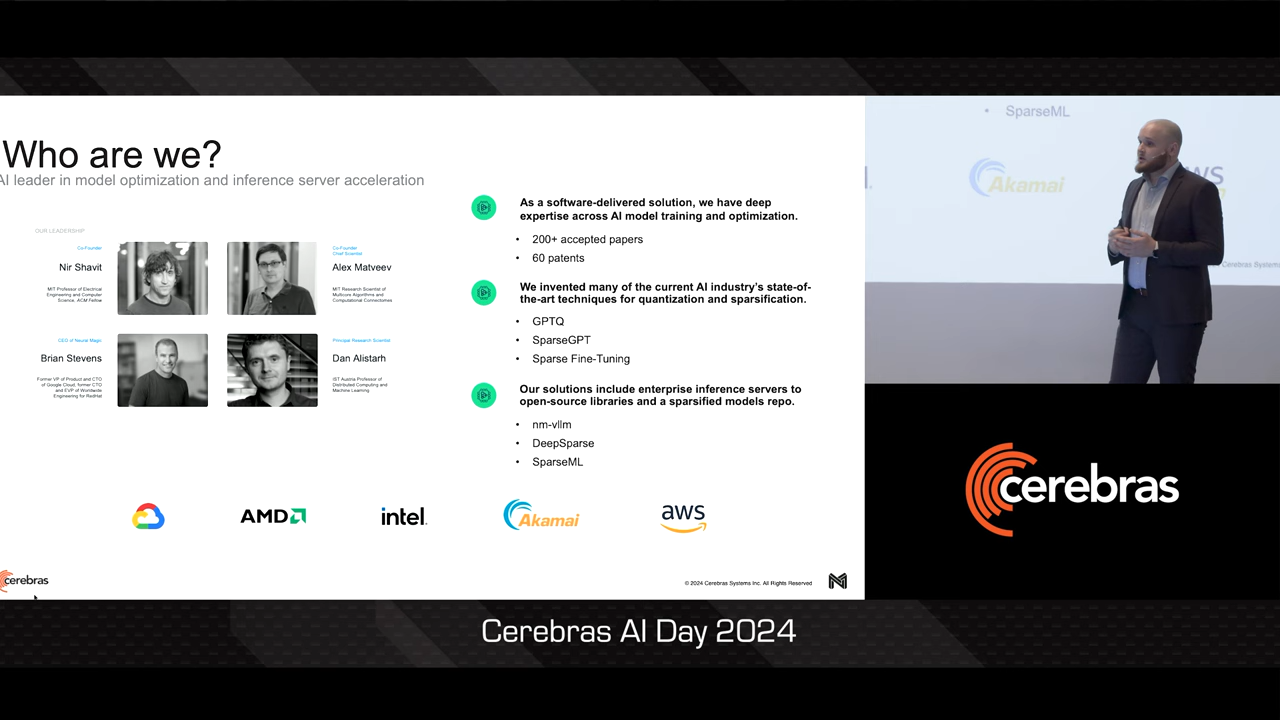 Who are we?
AI leader in model optimization and inference server acceleration
OUR LEADERSHIP
Co-Founder
Nir Shavit
MIT Professor of Electrical
Engineering and Computer
Science, ACM Fellow
Co-Founder
Chief Scientist
Alex Matveev
MIT Research Scientist of
Multicore Algorithms and
Computational Connectomes
CEO of Neural Magic
Brian Stevens
Former VP of Product and CTO
of Google Cloud, former CTO
and EVP of Worldwide
Engineering for RedHat
Principal Research Scientist
Dan Alistarh
IST Austria Professor of
Distributed Computing and
Machine Learning
As a software-delivered solution, we have deep
expertise across AI model training and optimization.
• 200+ accepted papers
• 60 patents
We invented many of the current AI industry's state-of-
the-art techniques for quantization and sparsification.
• GPTQ
• SparseGPT
• Sparse Fine-Tuning
Our solutions include enterprise inference servers to
open-source libraries and a sparsified models repo.
• nm-vllm
• DeepSparse
• SparseML
AMD
intel.
Akamai
aws
cerebras
© 2024 Cerebras Systems Inc. All Rights Reserved
• SparseML
Akamai
aws
Cerebras Systems
cerebras
Cerebras AI Day 2024